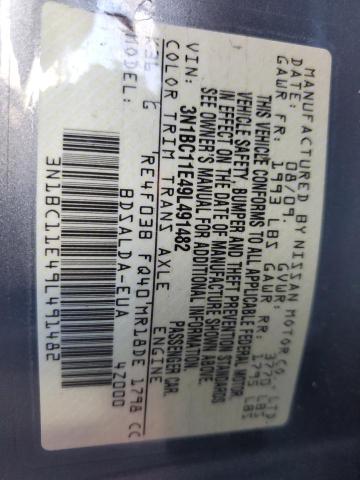 MANUFACTURED BY NISSAN MOTOR CO., LTD.
DATE: 08/09. GVWR: 3770 LBS
GAWR FR: 1993 LBS GAWR RR: 1795 LBS
THIS VEHICLE CONFORMS TO ALL APPLICABLE FEDERAL MOTOR
VEHICLE SAFETY, BUMPER AND THEFT PREVENTION STANDARDS
IN EFFECT ON THE DATE OF MANUFACTURE SHOWN ABOVE.
SEE OWNER'S MANUAL FOR ADDITIONAL INFORMATION.
VIN: 3N1BC11E49L491482 PASSENGER CAR
COLOR TRIM TRANS AXLE ENGINE
G RE4F03B FQ40 MR18DE 1798 CC
MODEL: BDSALDA-EUA 4Z000
3N1BC11E49L491482